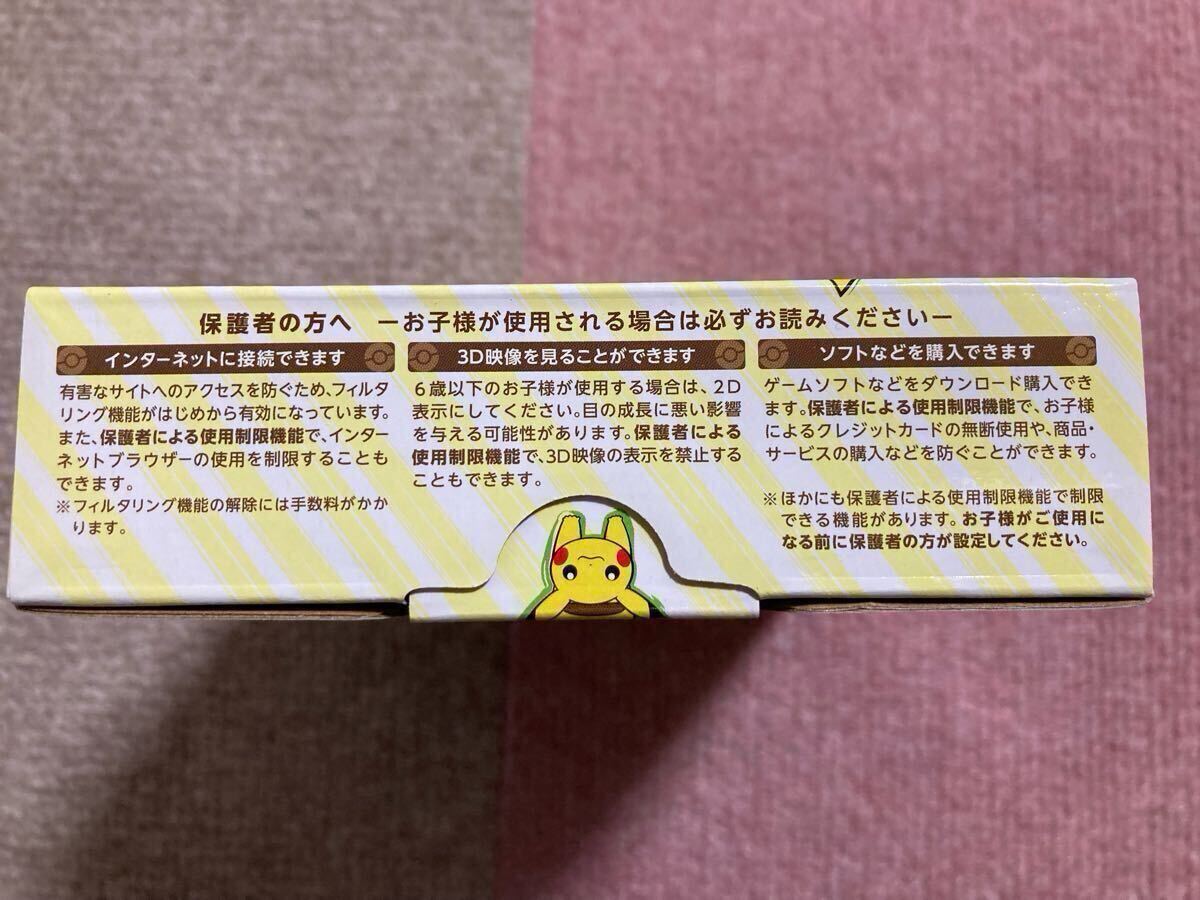 保護者の方へ ーお子様が使用される場合は必ずお読みくださいー
インターネットに接続できます
有害なサイトへのアクセスを防ぐため、フィルタ
リング機能がはじめから有効になっています。
また、保護者による使用制限機能で、インター
ネットブラウザーの使用を制限することも
できます。
※フィルタリング機能の解除には手数料がかか
ります。
3D映像を見ることができます
6歳以下のお子様が使用する場合は、2D
表示にしてください。目の成長に悪い影響
を与える可能性があります。保護者による
使用制限機能で、3D映像の表示を禁止する
こともできます。
ソフトなどを購入できます
ゲームソフトなどをダウンロード購入でき
ます。保護者による使用制限機能で、お子様
によるクレジットカードの無断使用や、商品・
サービスの購入などを防ぐことができます。
※ほかにも保護者による使用制限機能で制限
できる機能があります。お子様がご使用に
なる前に保護者の方が設定してください。